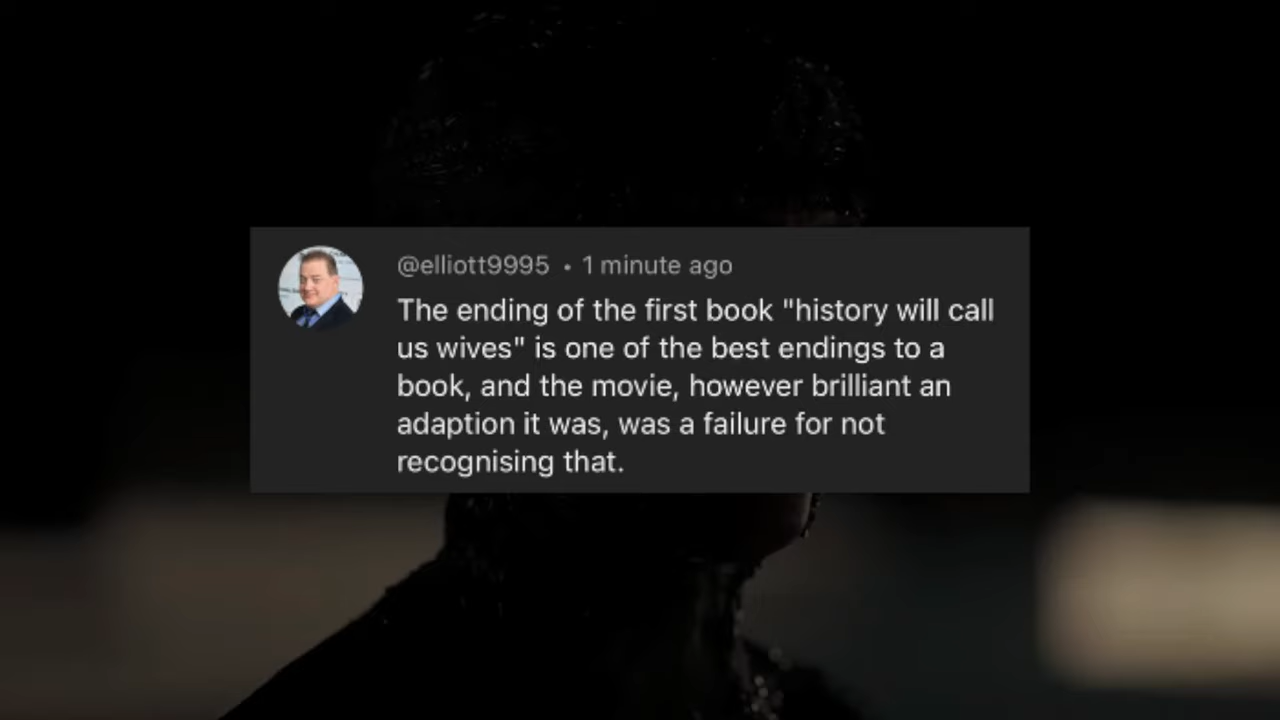 @elliott9995 • 1 minute ago
The ending of the first book "history will call
us wives" is one of the best endings to a
book, and the movie, however brilliant an
adaption it was, was a failure for not
recognising that.